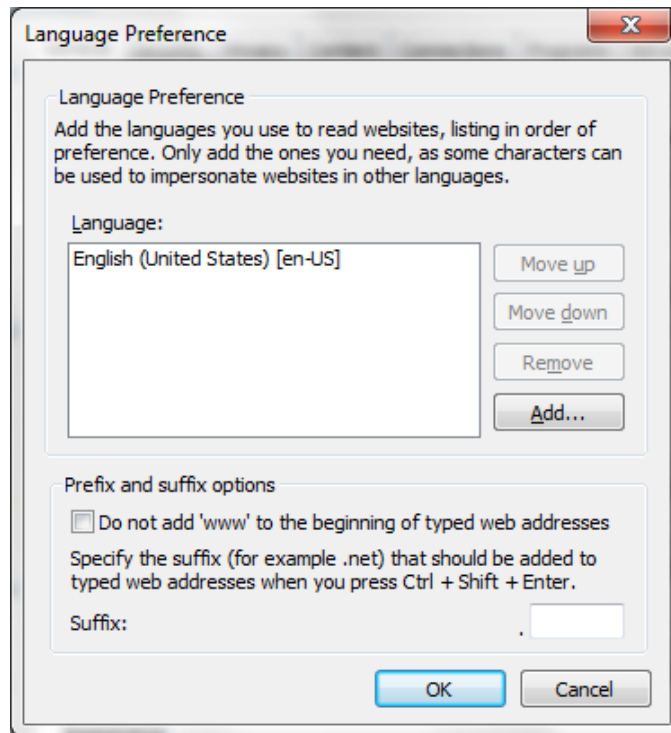 Language Preference
Language Preference
Add the languages you use to read websites, listing in order of
preference. Only add the ones you need, as some characters can
be used to impersonate websites in other languages.
Language:
English (United States) [en-US]
Move up
Move down
Remove
Add...
Prefix and suffix options
Do not add 'www' to the beginning of typed web addresses
Specify the suffix (for example .net) that should be added to
typed web addresses when you press Ctrl + Shift + Enter.
Suffix: .
OK Cancel